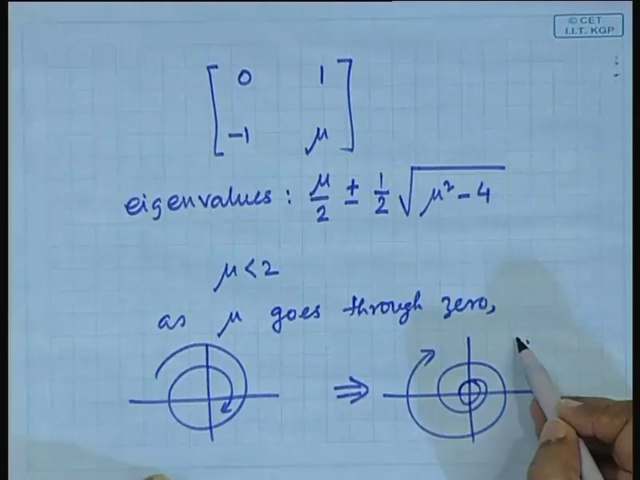 © CET
I.I.T. KGP
0 1
-1 μ
eigenvalues: μ/2 ± 1/2 √(μ² - 4)
μ < 2
as μ goes through zero,
⇒